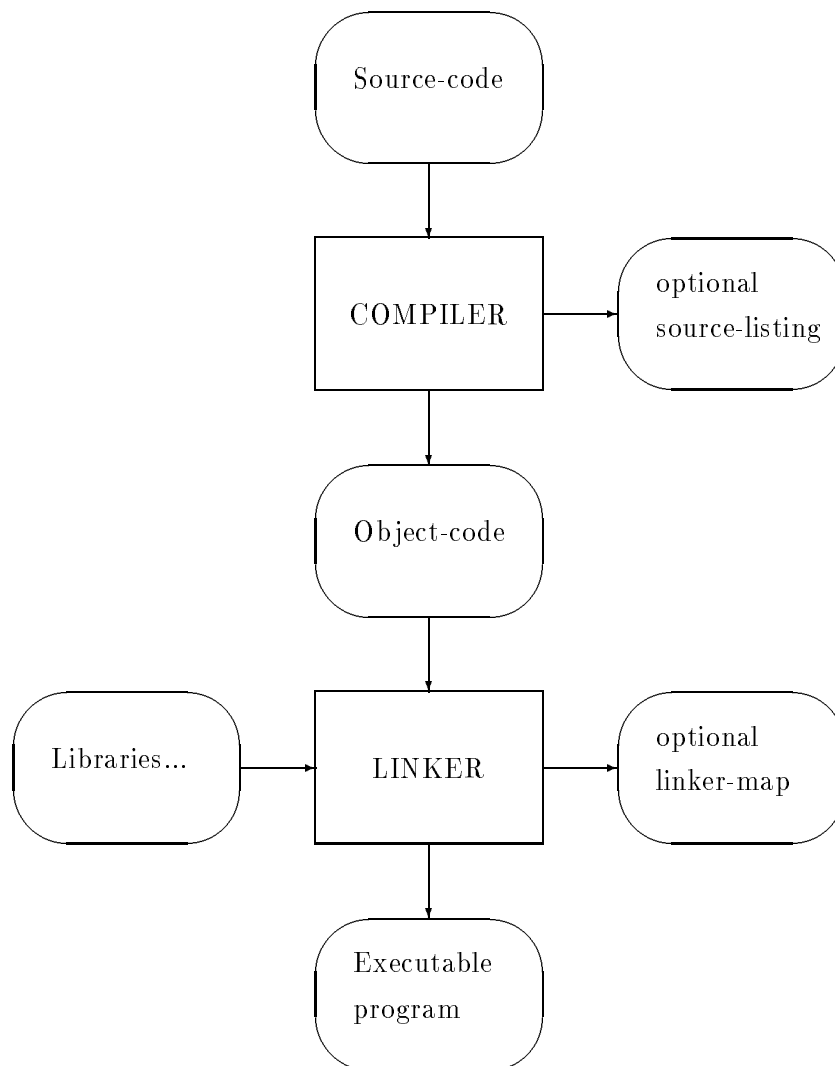 Source-code
COMPILER
optional
source-listing
Object-code
Libraries...
LINKER
optional
linker-map
Executable
program